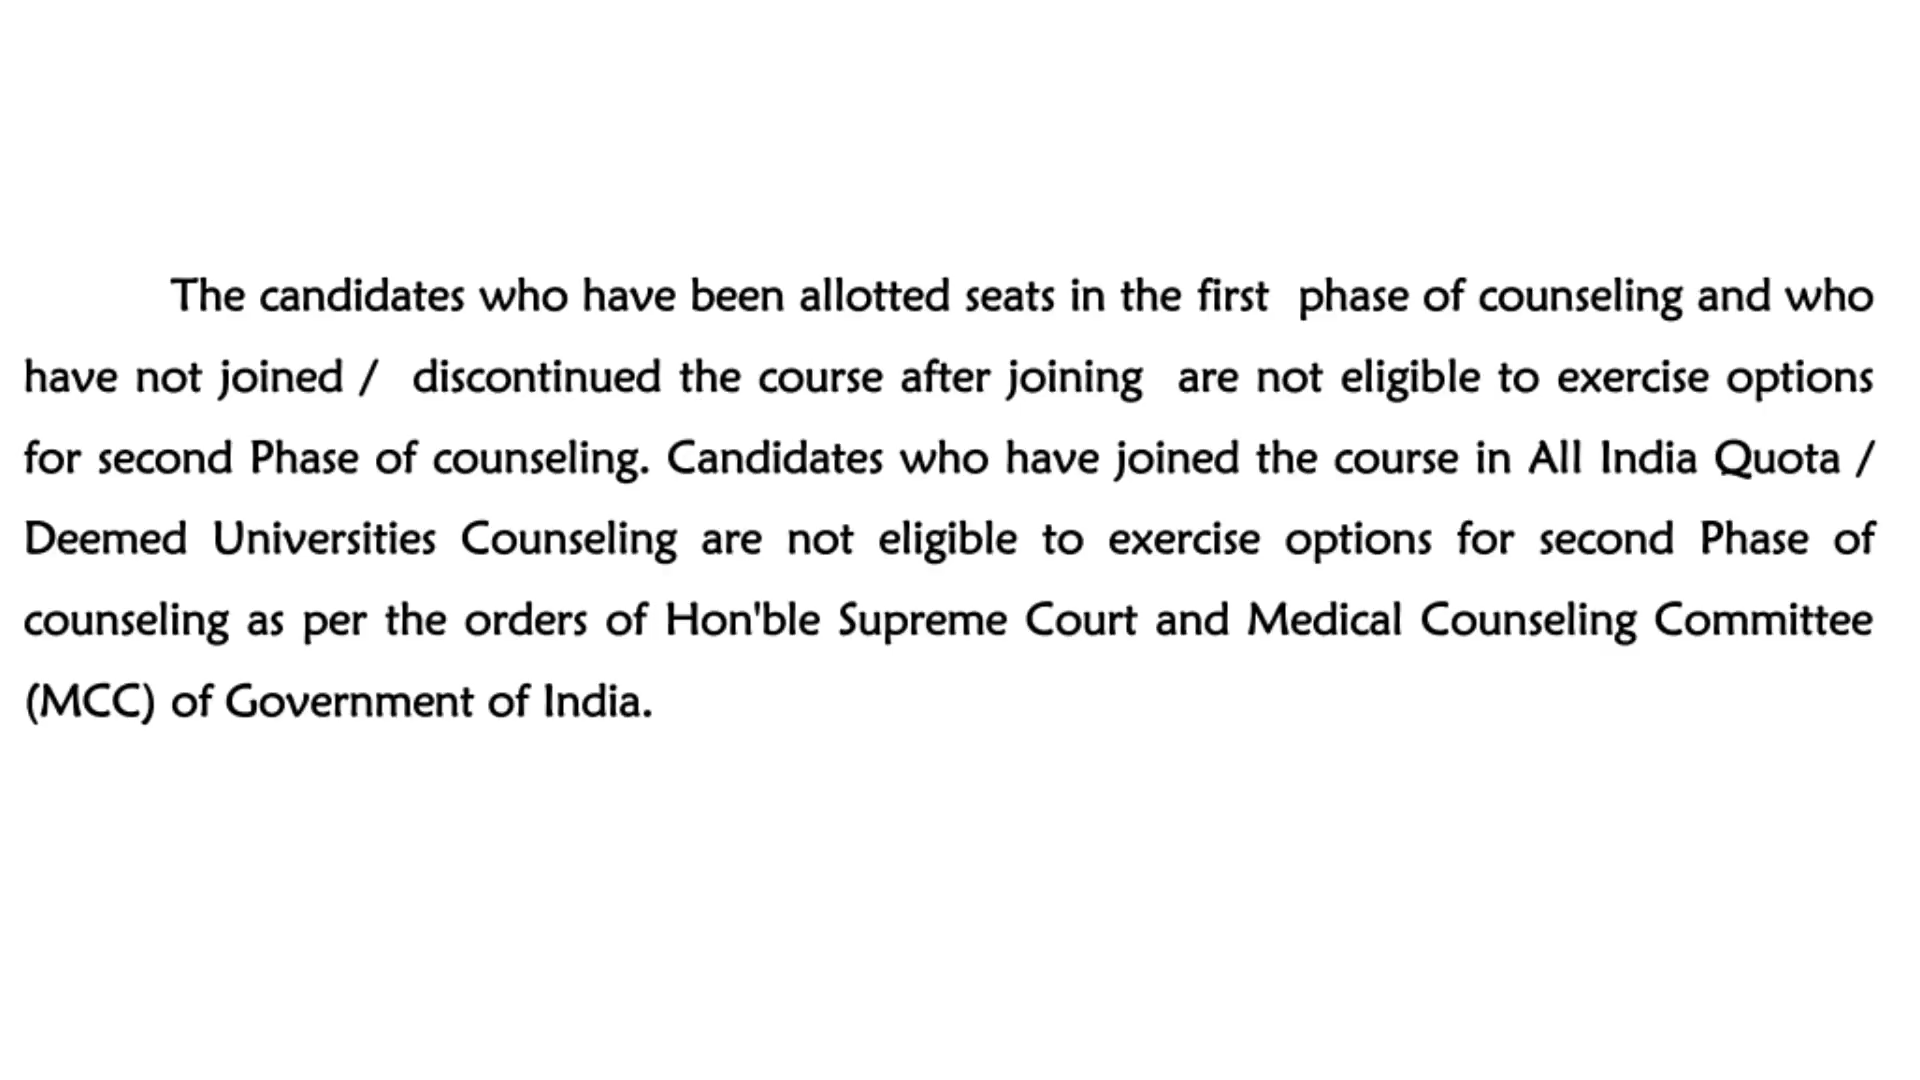 The candidates who have been allotted seats in the first phase of counseling and who
have not joined / discontinued the course after joining are not eligible to exercise options
for second Phase of counseling. Candidates who have joined the course in All India Quota /
Deemed Universities Counseling are not eligible to exercise options for second Phase of
counseling as per the orders of Hon'ble Supreme Court and Medical Counseling Committee
(MCC) of Government of India.